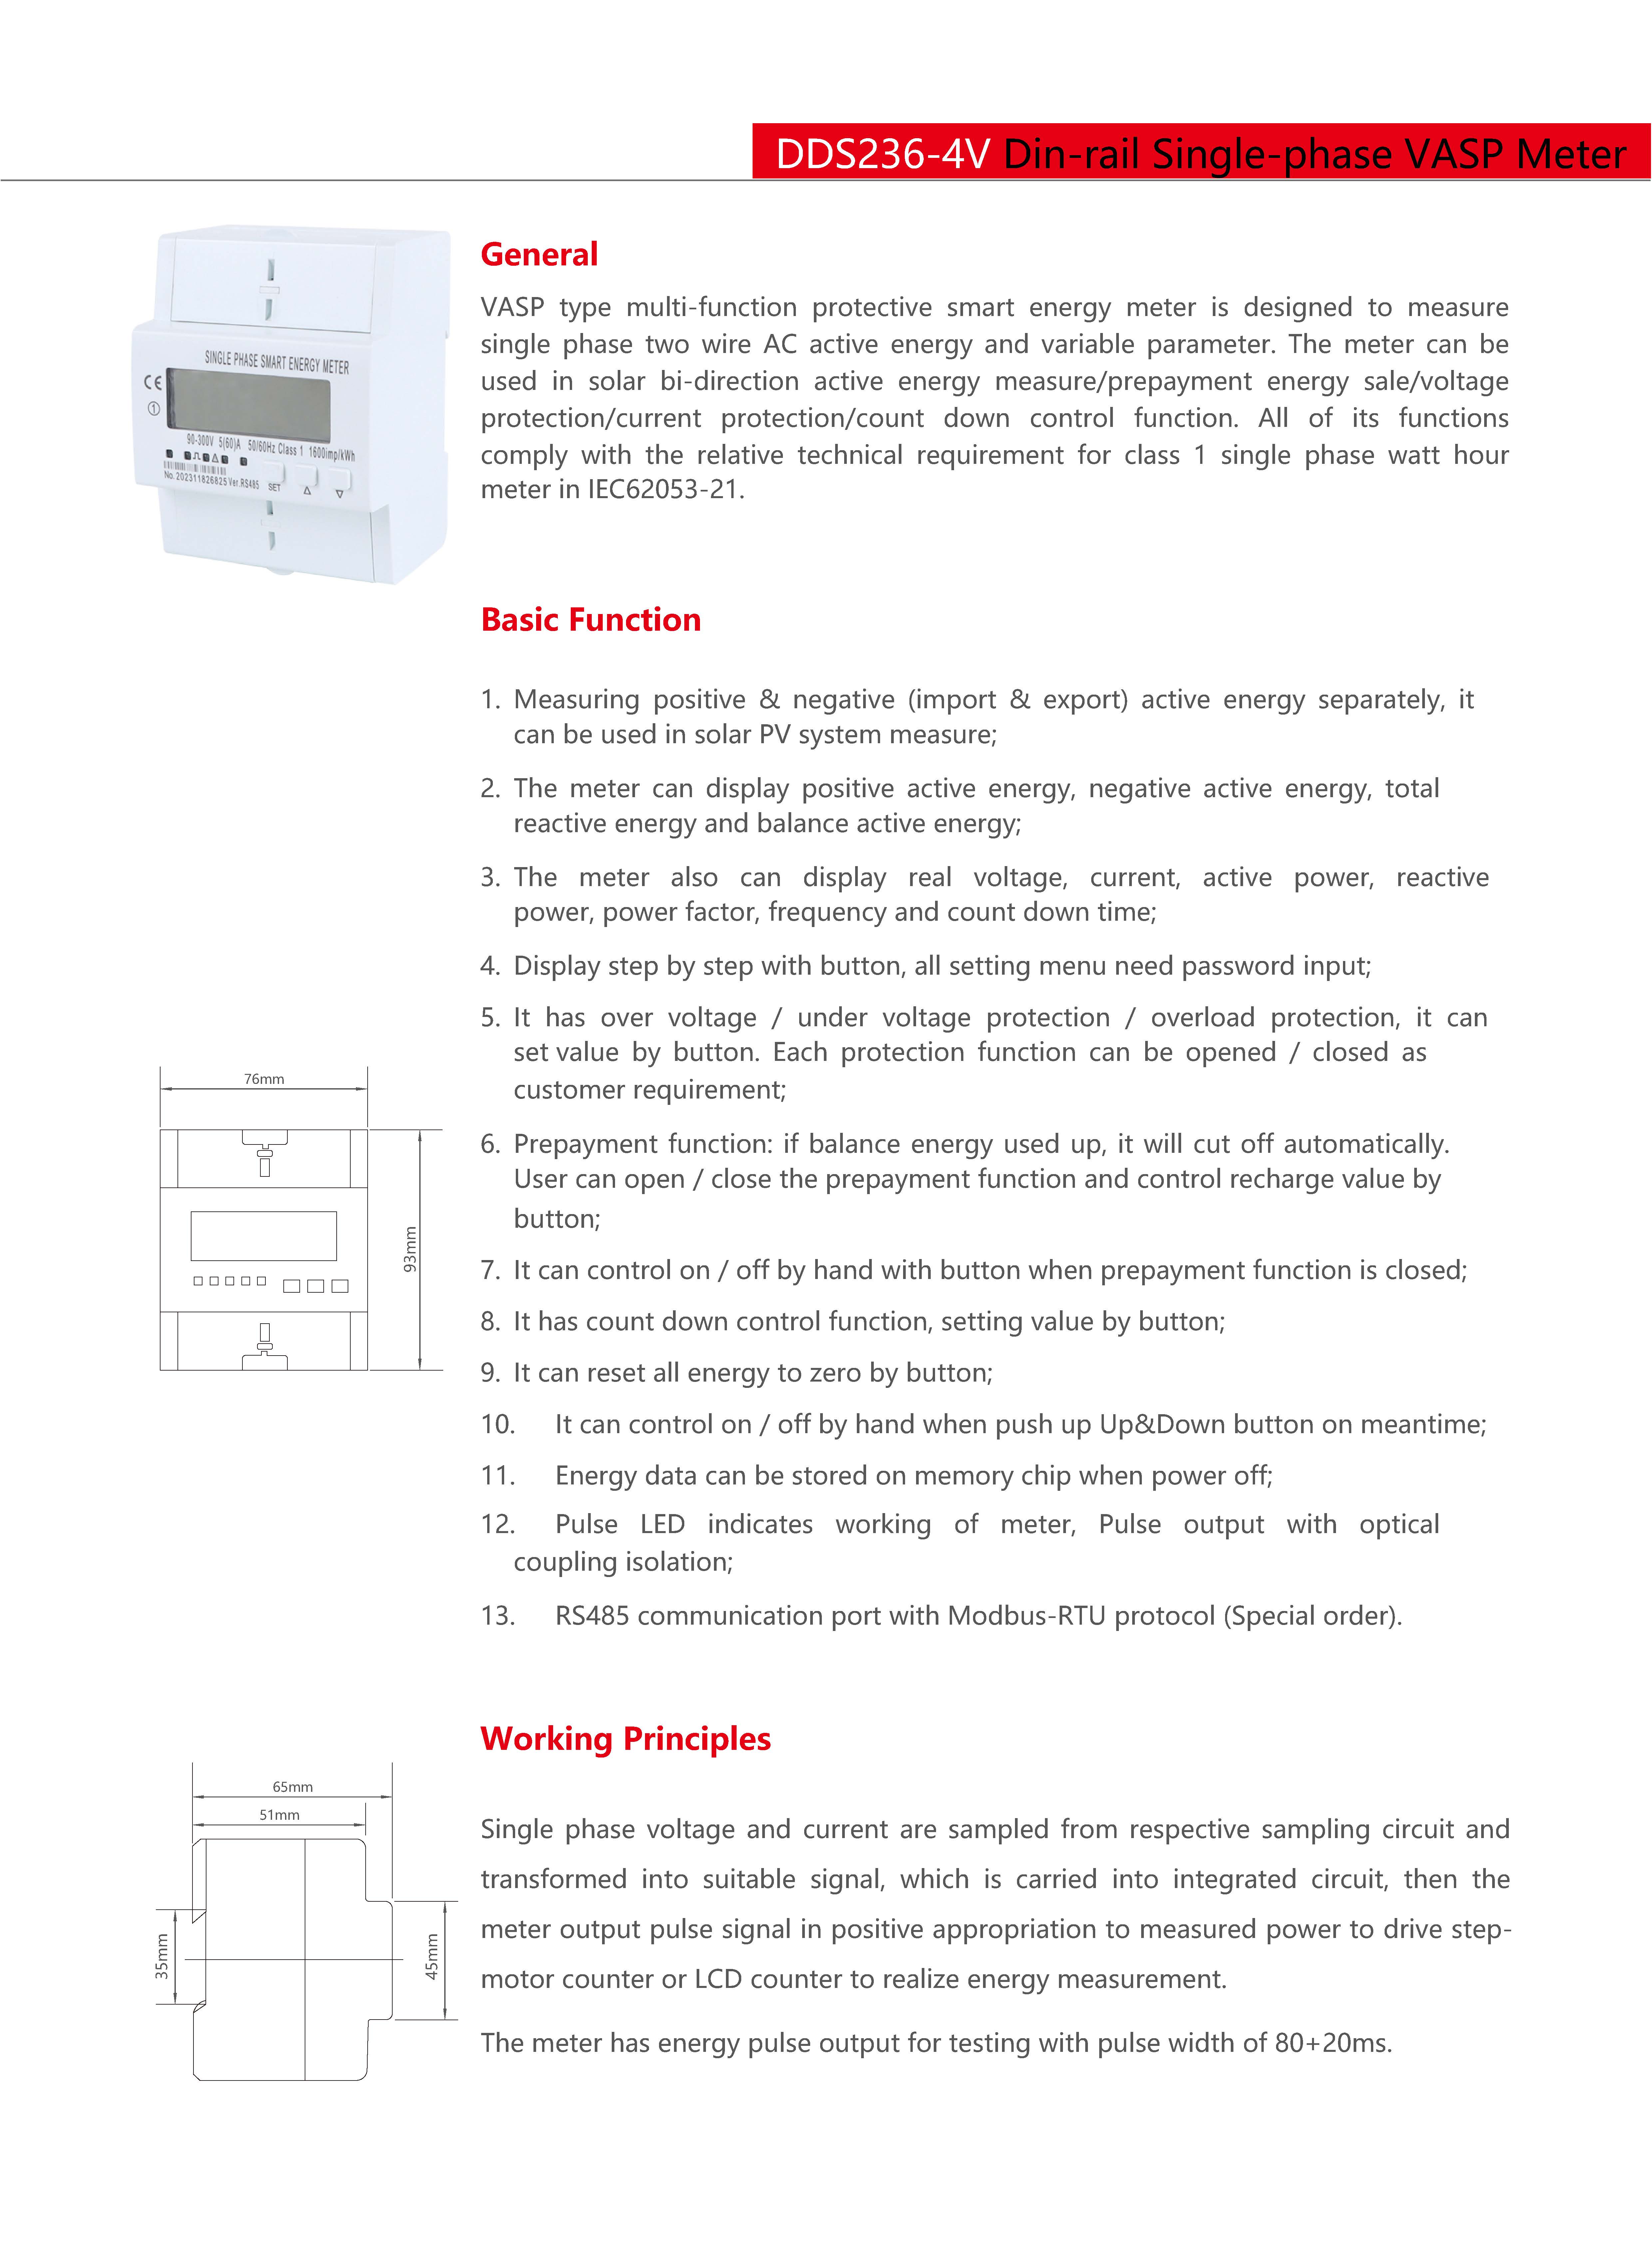 DDS236-4V Din-rail Single-phase VASP Meter
SINGLE PHASE SMART ENERGY METER
CE
1
90-300V 5(60)A 50/60Hz Class 1 1600imp/kWh
No. 202311826825 Ver.RS485 SET
General
VASP type multi-function protective smart energy meter is designed to measure
single phase two wire AC active energy and variable parameter. The meter can be
used in solar bi-direction active energy measure/prepayment energy sale/voltage
protection/current protection/count down control function. All of its functions
comply with the relative technical requirement for class 1 single phase watt hour
meter in IEC62053-21.
Basic Function
1. Measuring positive & negative (import & export) active energy separately, it
can be used in solar PV system measure;
2. The meter can display positive active energy, negative active energy, total
reactive energy and balance active energy;
3. The meter also can display real voltage, current, active power, reactive
power, power factor, frequency and count down time;
4. Display step by step with button, all setting menu need password input;
5. It has over voltage / under voltage protection / overload protection, it can
set value by button. Each protection function can be opened / closed as
customer requirement;
6. Prepayment function: if balance energy used up, it will cut off automatically.
User can open / close the prepayment function and control recharge value by
button;
7. It can control on / off by hand with button when prepayment function is closed;
8. It has count down control function, setting value by button;
9. It can reset all energy to zero by button;
10. It can control on / off by hand when push up Up&Down button on meantime;
11. Energy data can be stored on memory chip when power off;
12. Pulse LED indicates working of meter, Pulse output with optical
coupling isolation;
13. RS485 communication port with Modbus-RTU protocol (Special order).
76mm
93mm
Working Principles
Single phase voltage and current are sampled from respective sampling circuit and
transformed into suitable signal, which is carried into integrated circuit, then the
meter output pulse signal in positive appropriation to measured power to drive step-
motor counter or LCD counter to realize energy measurement.
The meter has energy pulse output for testing with pulse width of 80+20ms.
65mm
51mm
35mm
45mm